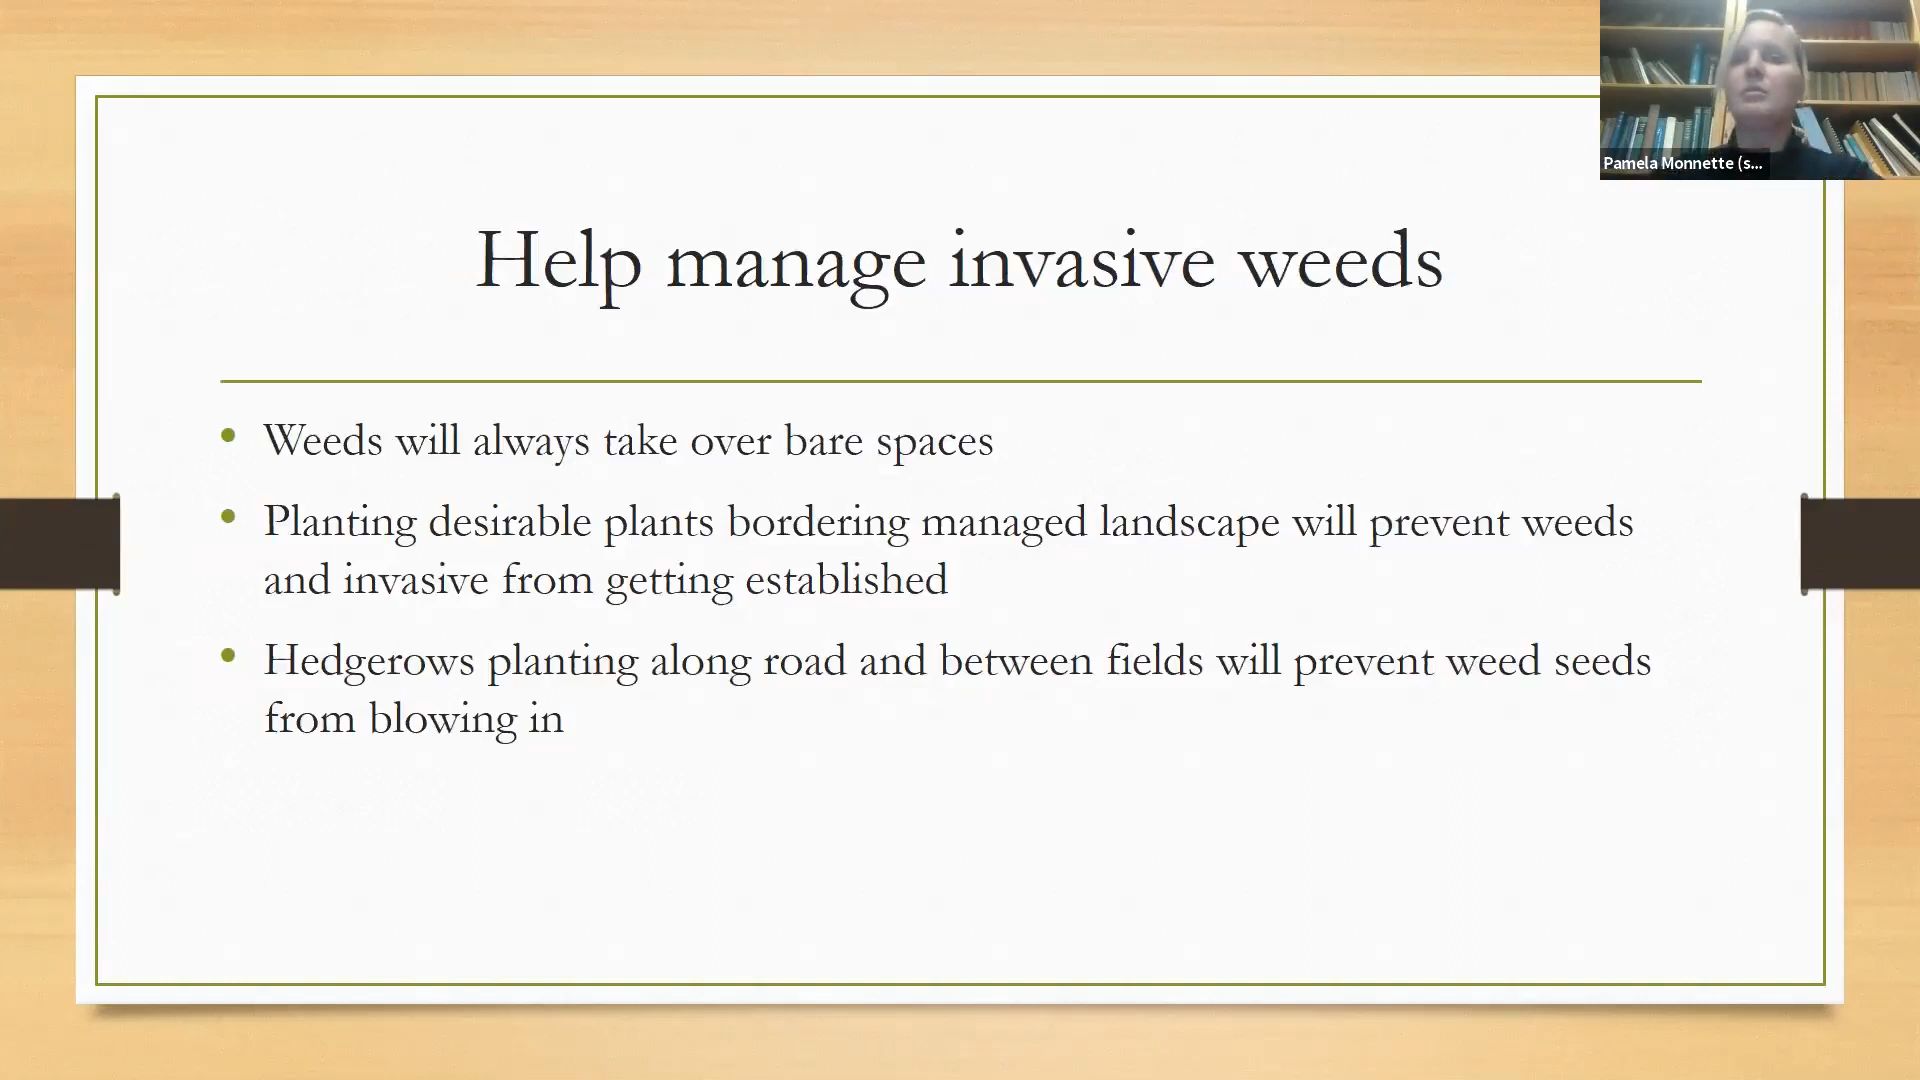 Pamela Monnette (s...
Help manage invasive weeds
Weeds will always take over bare spaces
Planting desirable plants bordering managed landscape will prevent weeds
and invasive from getting established
Hedgerows planting along road and between fields will prevent weed seeds
from blowing in